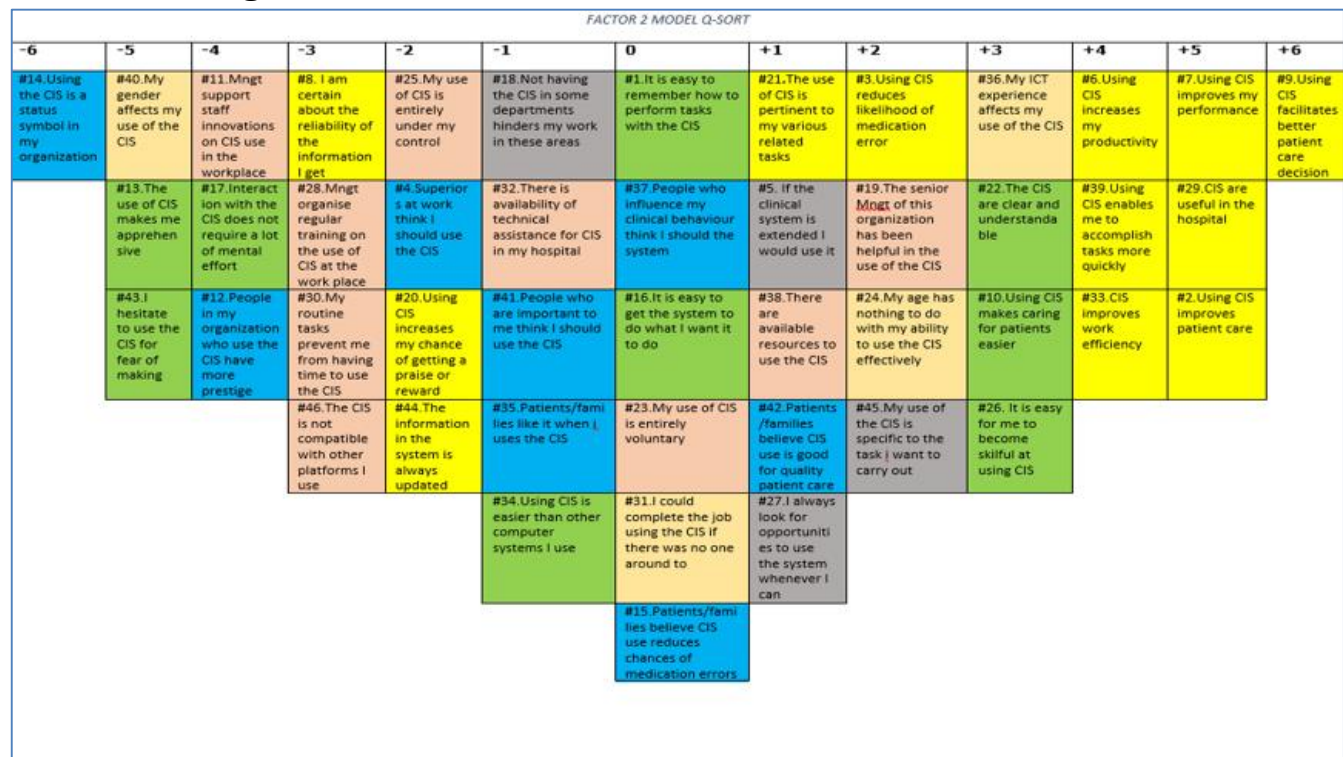 FACTOR 2 MODEL Q-SORT
-6 -5 -4 -3 -2 -1 0 +1 +2 +3 +4 +5 +6
#14.Using
the CIS is a
status
symbol in
my
organization
#40.My
gender
affects my
use of the
CIS
#11.Mngt
support
staff
innovations
on CIS use
in the
workplace
#8. I am
certain
about the
reliability of
the
information
I get
#25.My use
of CIS is
entirely
under my
control
#18.Not having
the CIS in some
departments
hinders my work
in these areas
#1.It is easy to
remember how to
perform tasks
with the CIS
#21.The use
of CIS is
pertinent to
my various
related
tasks
#3.Using CIS
reduces
likelihood of
medication
error
#36.My ICT
experience
affects my
use of the CIS
#6.Using
CIS
increases
my
productivity
#7.Using CIS
improves my
performance
#9.Using
CIS
facilitates
better
patient
care
decision
#13.The
use of CIS
makes me
apprehen
sive
#17.Interact
ion with the
CIS does not
require a lot
of mental
effort
#28.Mngt
organise
regular
training on
the use of
CIS at the
work place
#4.Superior
s at work
think I
should use
the CIS
#32.There is
availability of
technical
assistance for CIS
in my hospital
#37.People who
influence my
clinical behaviour
think I should the
system
#5. If the
clinical
system is
extended I
would use it
#19.The senior
Mngt of this
organization
has been
helpful in the
use of the CIS
#22.The CIS
are clear and
understanda
ble
#39.Using
CIS enables
me to
accomplish
tasks more
quickly
#29.CIS are
useful in the
hospital
#43.I
hesitate
to use the
CIS for
fear of
making
#12.People
in my
organization
who use the
CIS have
more
prestige
#30.My
routine
tasks
prevent me
from having
time to use
the CIS
#20.Using
CIS
increases
my chance
of getting a
praise or
reward
#41.People who
are important to
me think I should
use the CIS
#16.It is easy to
get the system to
do what I want it
to do
#38.There
are
available
resources to
use the CIS
#24.My age has
nothing to do
with my ability
to use the CIS
effectively
#10.Using CIS
makes caring
for patients
easier
#33.CIS
improves
work
efficiency
#2.Using CIS
improves
patient care
#46.The CIS
is not
compatible
with other
platforms I
use
#44.The
information
in the
system is
always
updated
#35.Patients/fami
lies like it when i
uses the CIS
#23.My use of CIS
is entirely
voluntary
#42.Patients
/families
believe CIS
use is good
for quality
patient care
#45.My use of
the CIS is
specific to the
task i want to
carry out
#26. It is easy
for me to
become
skilful at
using CIS
#34.Using CIS is
easier than other
computer
systems I use
#31.I could
complete the job
using the CIS if
there was no one
around to
#27.I always
look for
opportuniti
es to use
the system
whenever I
can
#15.Patients/fami
lies believe CIS
use reduces
chances of
medication errors